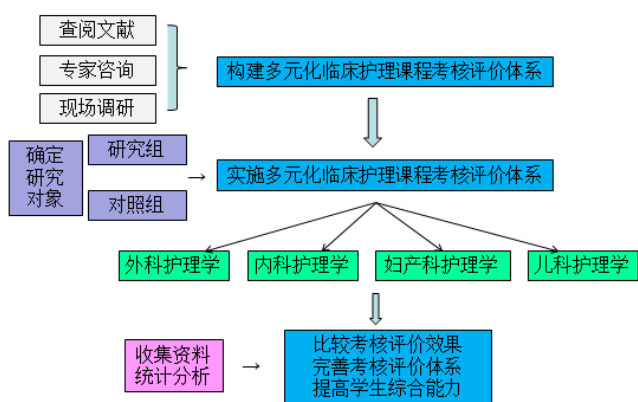 查阅文献
专家咨询
现场调研
构建多元化临床护理课程考核评价体系
确定
研究
对象
研究组
对照组
实施多元化临床护理课程考核评价体系
外科护理学
内科护理学
妇产科护理学
儿科护理学
收集资料
统计分析
比较考核评价效果
完善考核评价体系
提高学生综合能力